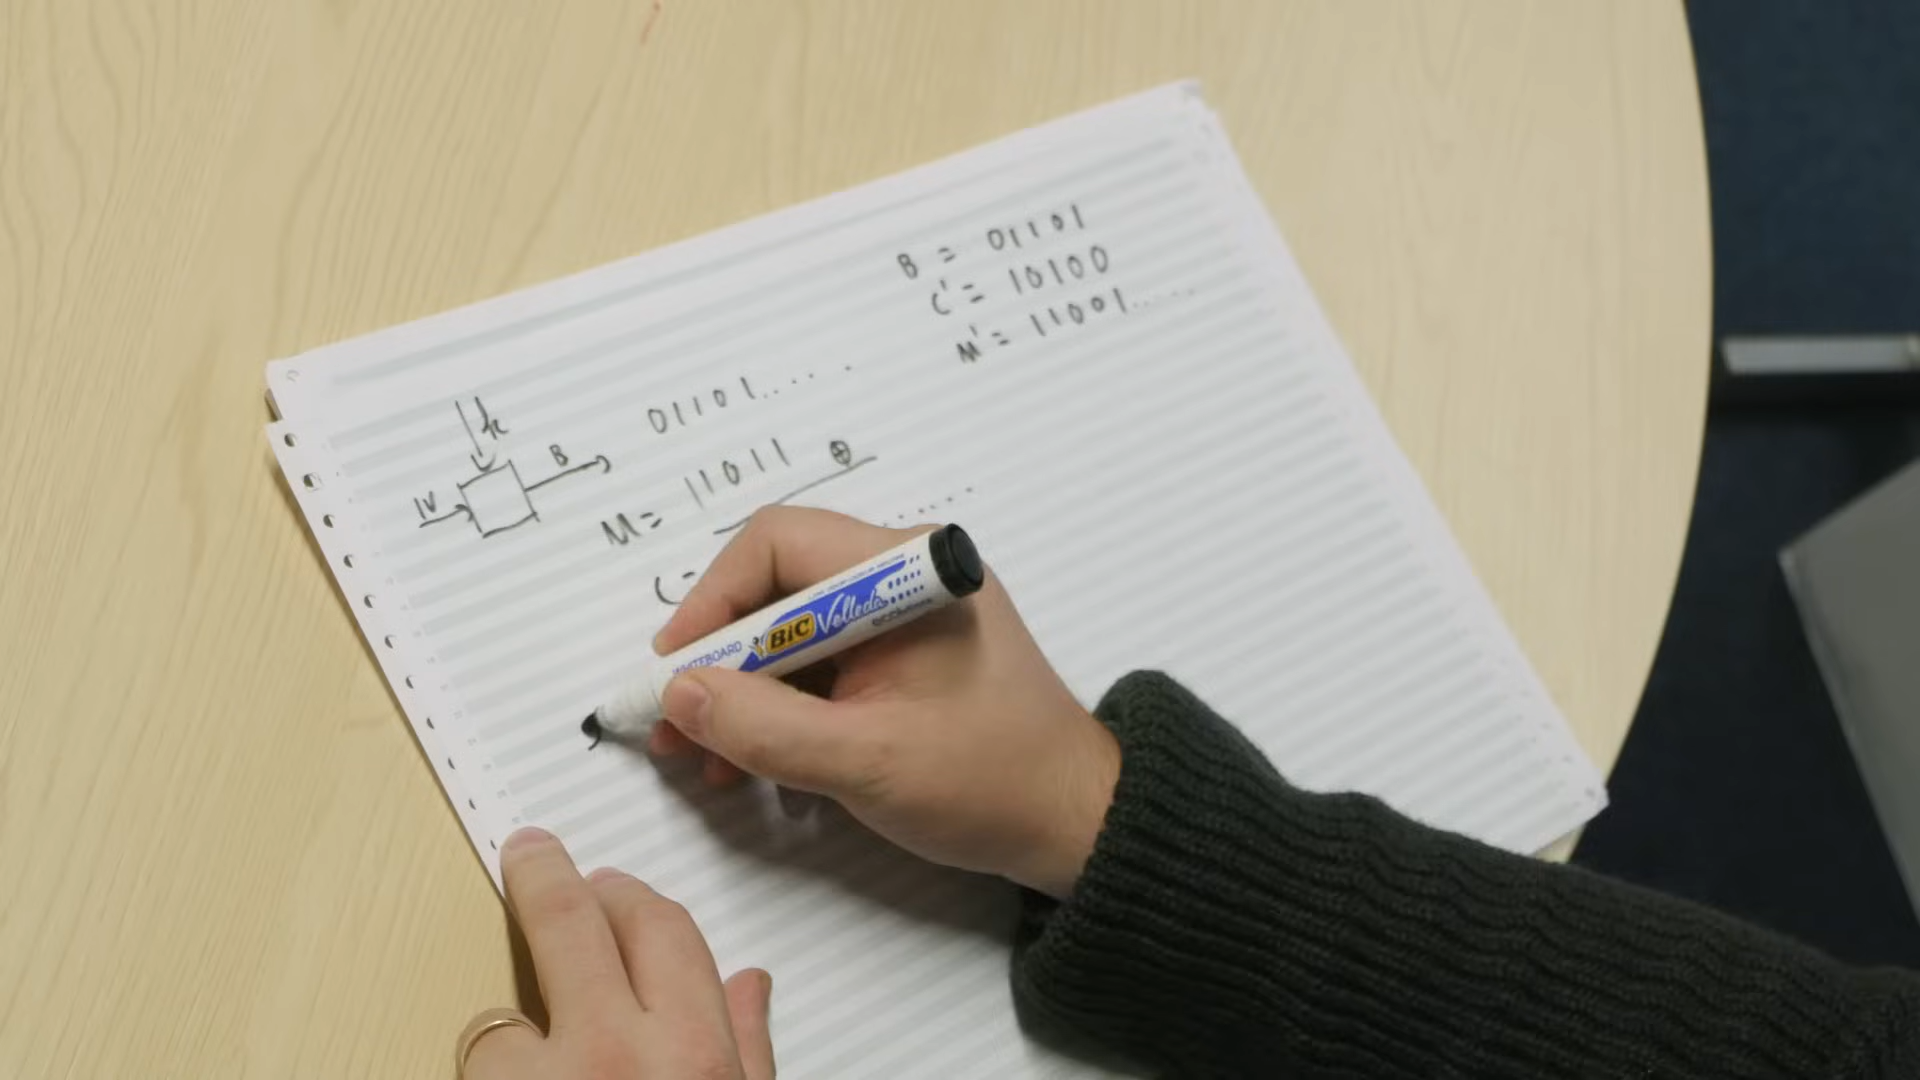 B = 01101
C' = 10100
M' = 11001.....
k
IV
B
01101.....
M= 11011 ⊕
C=
WHITEBOARD
BIC Velleda